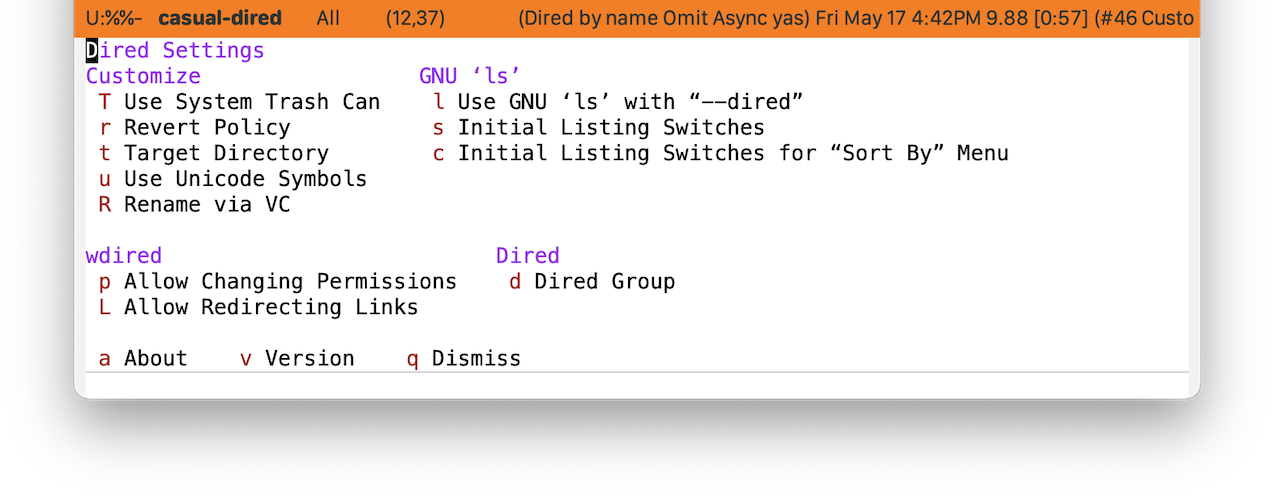 U:%%- casual-dired All (12,37) (Dired by name Omit Async yas) Fri May 17 4:42PM 9.88 [0:57] (#46 Custo
Dired Settings
Customize GNU ‘ls’
T Use System Trash Can l Use GNU ‘ls’ with “--dired”
r Revert Policy s Initial Listing Switches
t Target Directory c Initial Listing Switches for “Sort By” Menu
u Use Unicode Symbols
R Rename via VC
wdired Dired
p Allow Changing Permissions d Dired Group
L Allow Redirecting Links
a About v Version q Dismiss